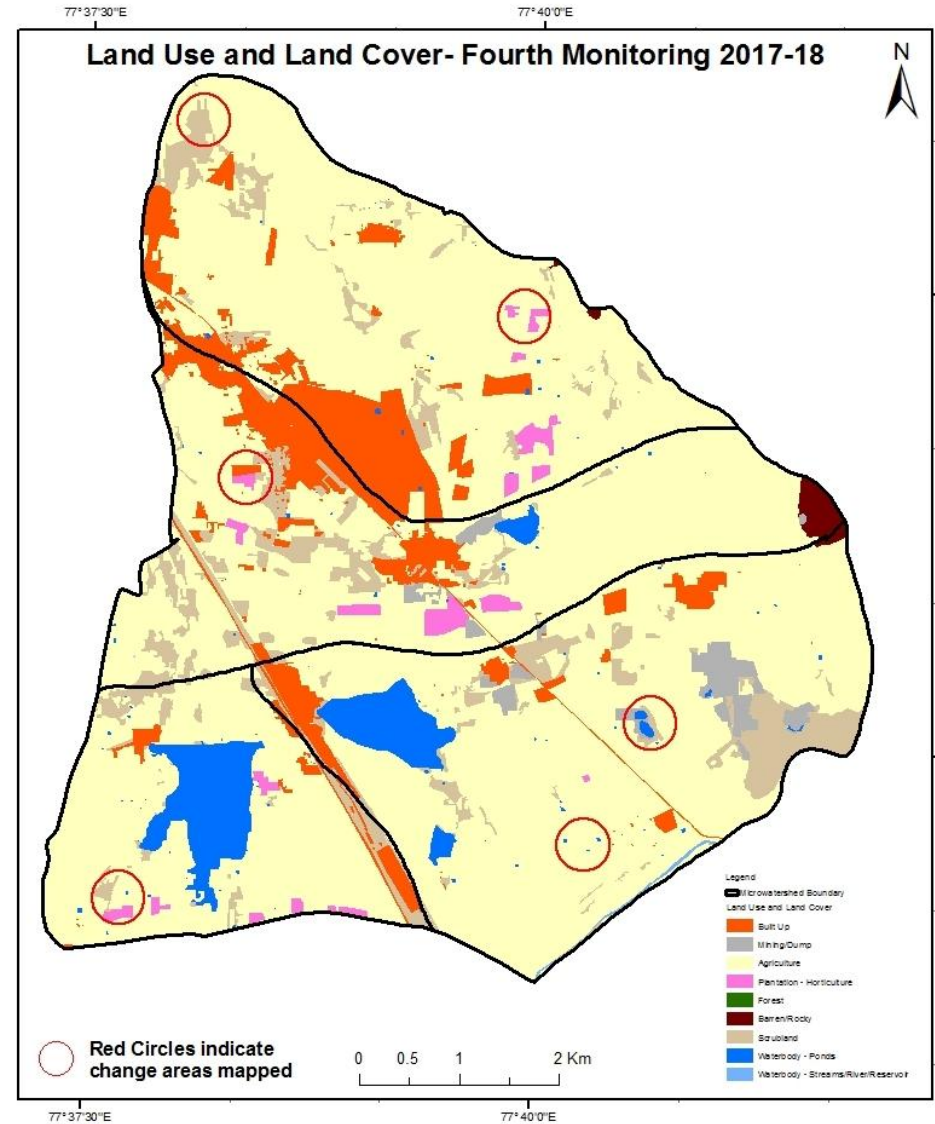 77°37'30"E
77°40'0"E
Land Use and Land Cover- Fourth Monitoring 2017-18
N
Legend
Microwatershed Boundary
Land Use and Land Cover
Built Up
Mining/Dump
Agriculture
Plantation - Horticulture
Forest
Barren/Rocky
Scrubland
Waterbody - Ponds
Waterbody - Streams/River/Reservoir
Red Circles indicate
change areas mapped
0 0.5 1 2 Km
77°37'30"E
77°40'0"E